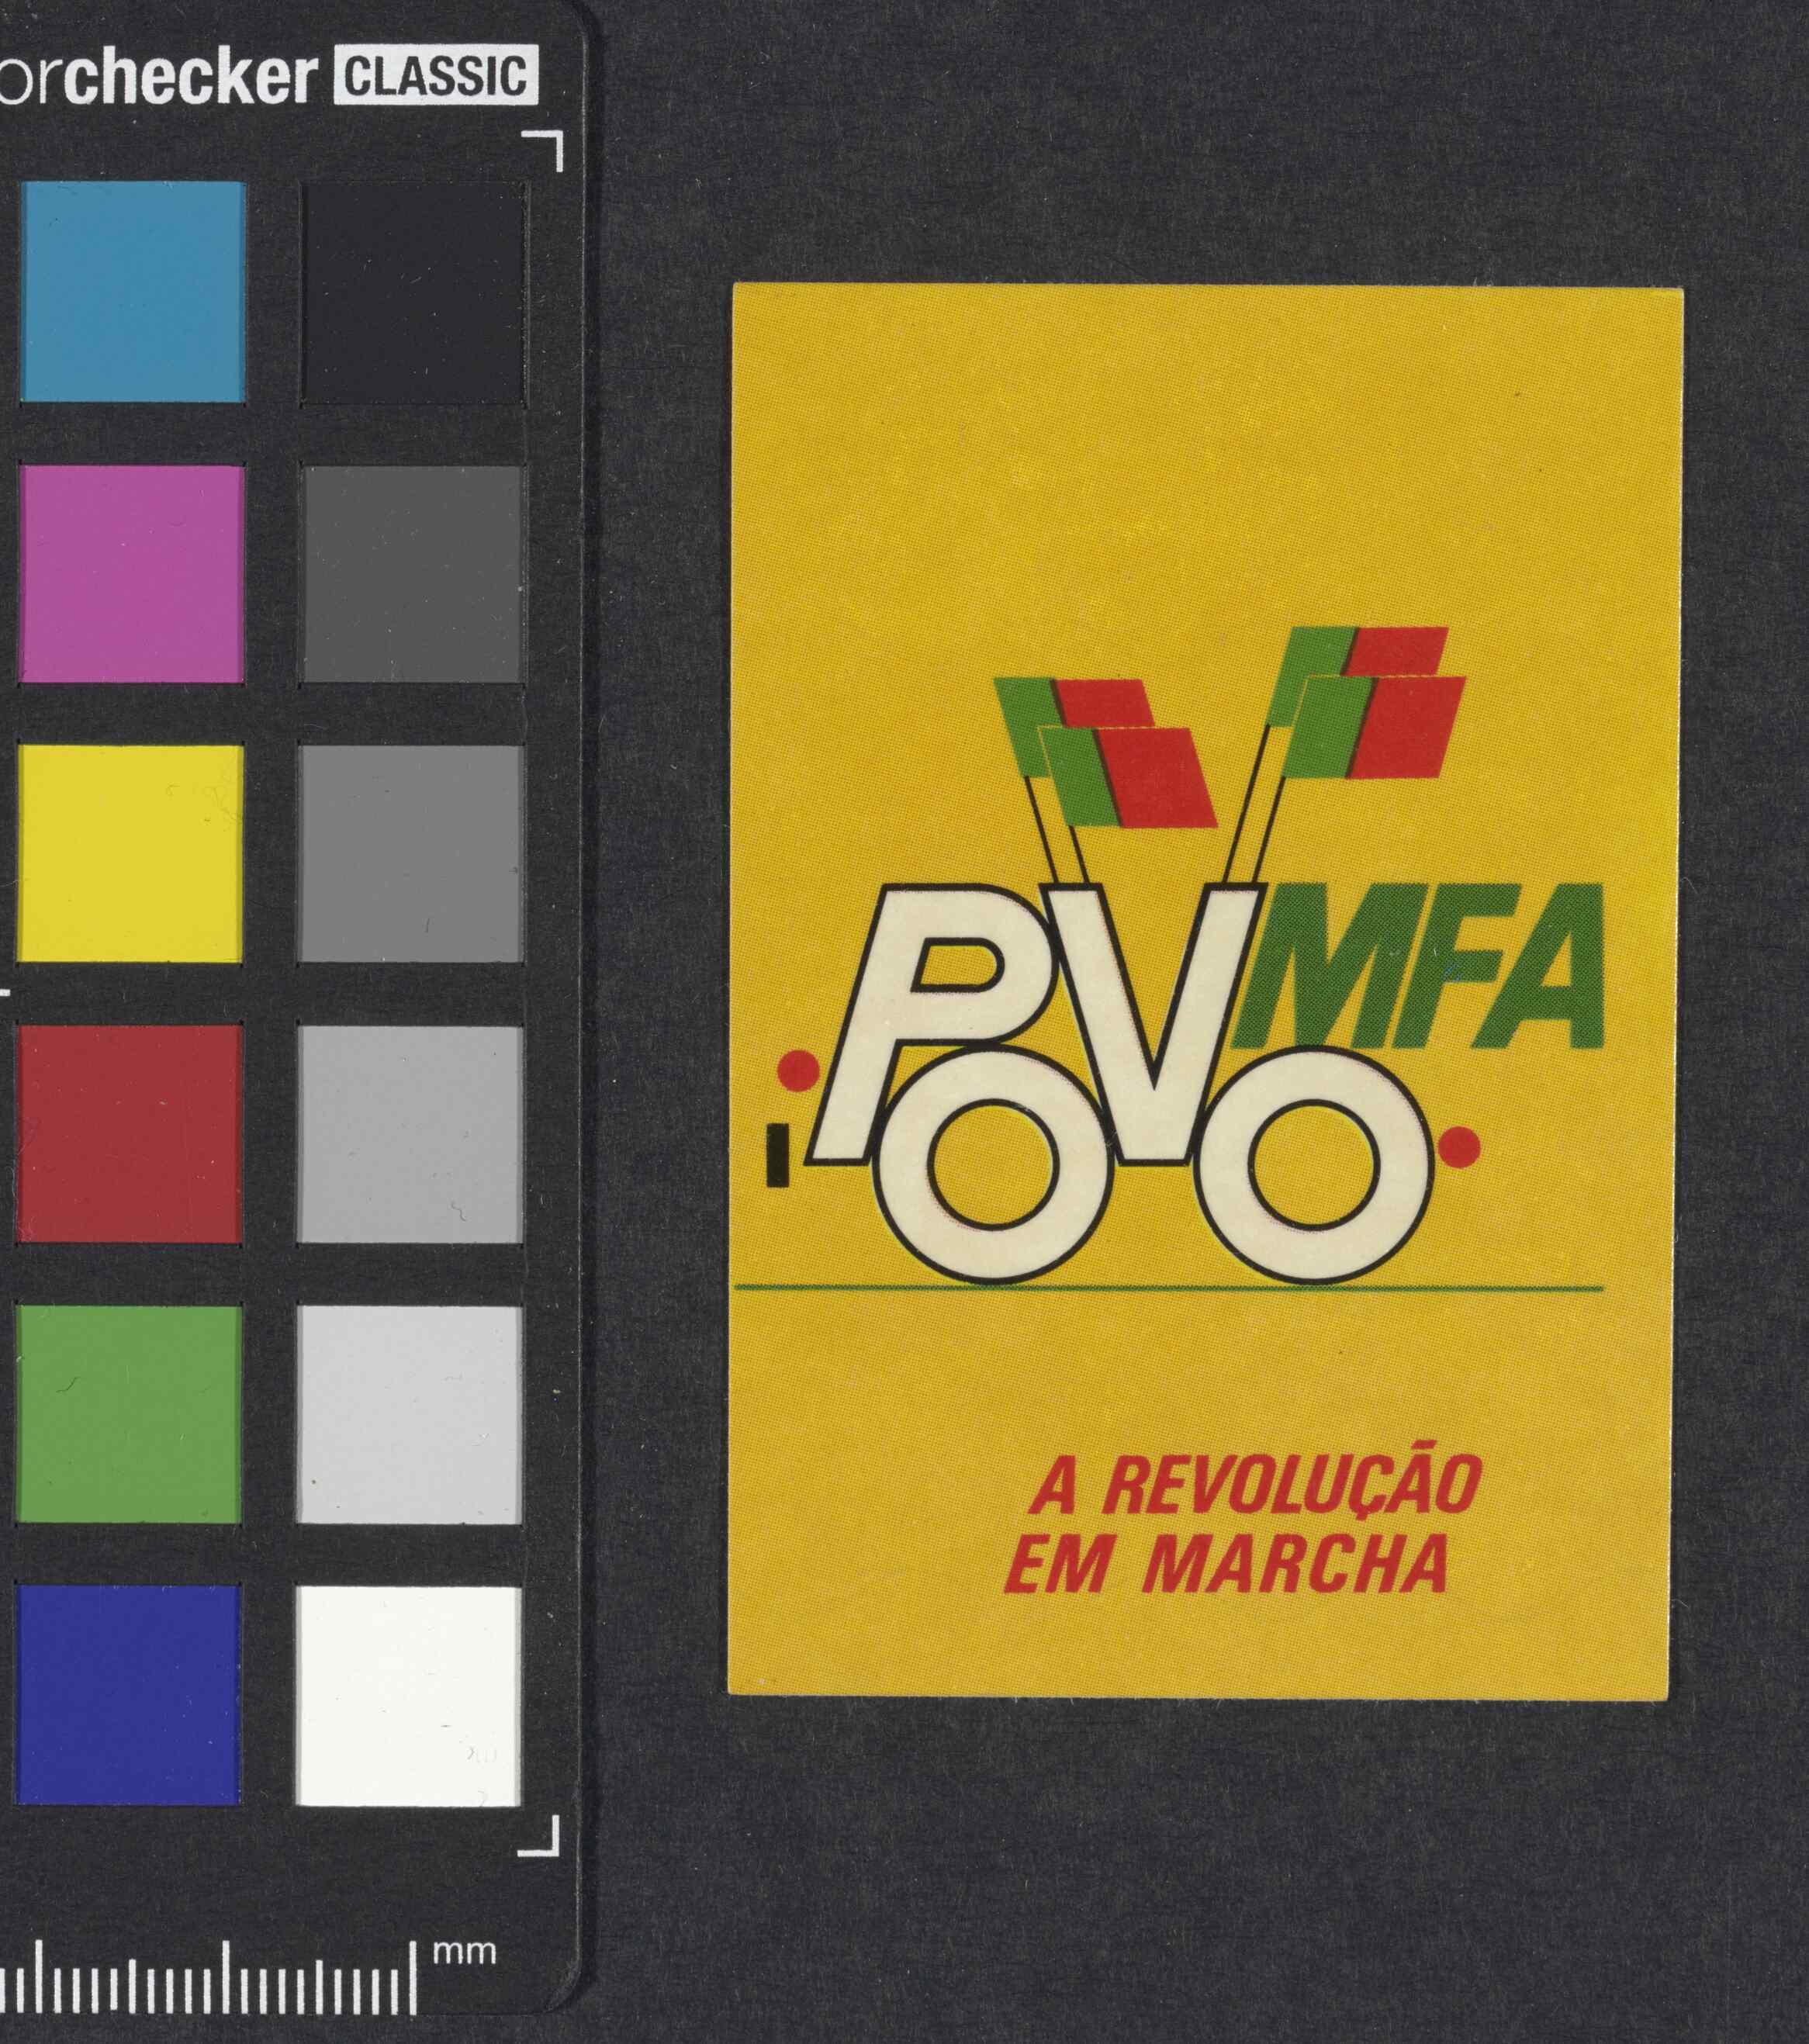 orchecker CLASSIC
POVO MFA
A REVOLUÇÃO
EM MARCHA
mm